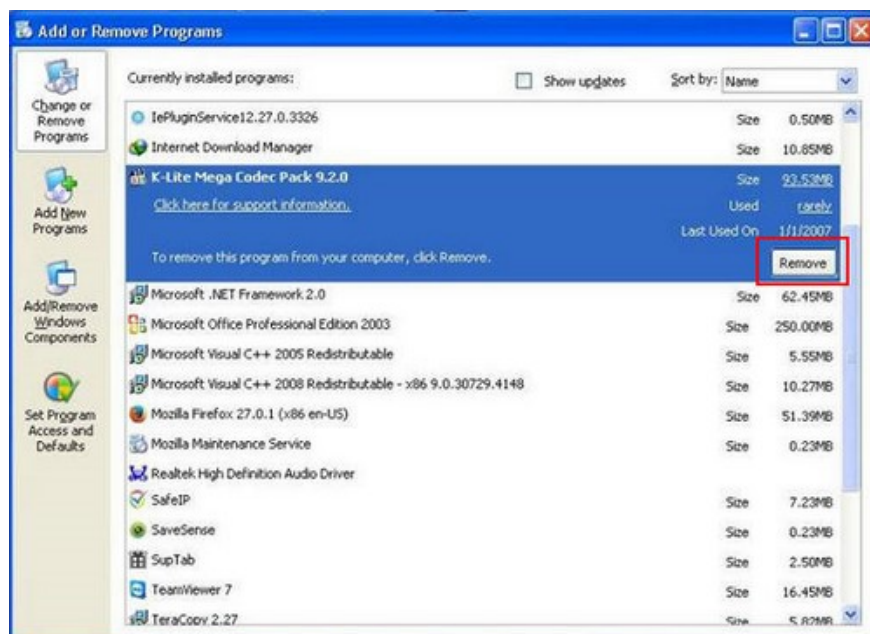 Add or Remove Programs
Change or
Remove
Programs
Add New
Programs
Add/Remove
Windows
Components
Set Program
Access and
Defaults
Currently installed programs: Show updates Sort by: Name
IePluginService12.27.0.3326 Size 0.50MB
Internet Download Manager Size 10.85MB
K-Lite Mega Codec Pack 9.2.0 Size 93.53MB
Click here for support information. Used rarely
Last Used On 1/1/2007
To remove this program from your computer, click Remove. Remove
Microsoft .NET Framework 2.0 Size 62.45MB
Microsoft Office Professional Edition 2003 Size 250.00MB
Microsoft Visual C++ 2005 Redistributable Size 5.55MB
Microsoft Visual C++ 2008 Redistributable - x86 9.0.30729.4148 Size 10.27MB
Mozilla Firefox 27.0.1 (x86 en-US) Size 51.39MB
Mozilla Maintenance Service Size 0.23MB
Realtek High Definition Audio Driver
SafeIP Size 7.23MB
SaveSense Size 0.23MB
SupTab Size 2.50MB
TeamViewer 7 Size 16.45MB
TeraCopy 2.27 Size 5.82MB